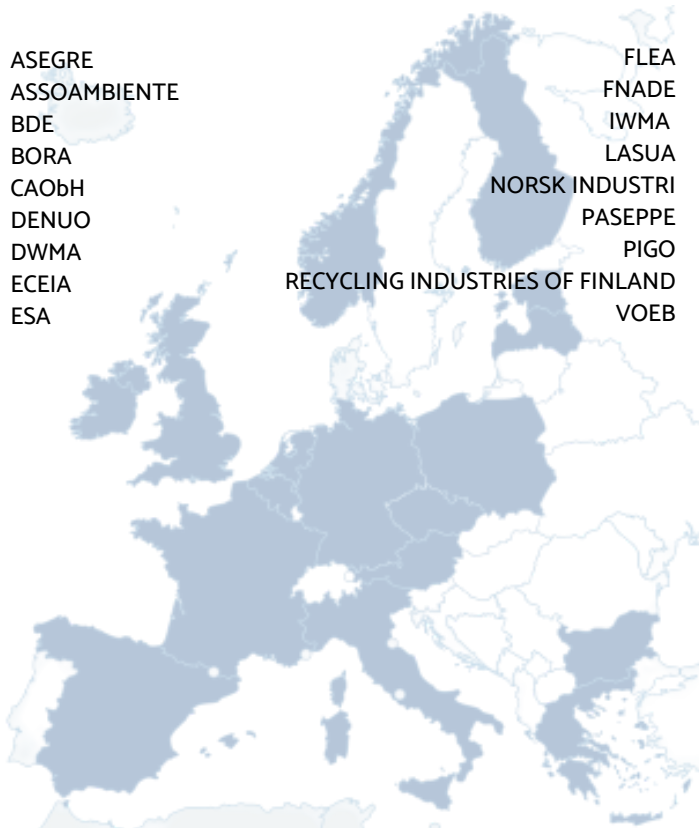 ASEGRE
ASSOAMBIENTE
BDE
BORA
CAObH
DENUO
DWMA
ECEIA
ESA
FLEA
FNADE
IWMA
LASUA
NORSK INDUSTRI
PASEPPE
PIGO
RECYCLING INDUSTRIES OF FINLAND
VOEB